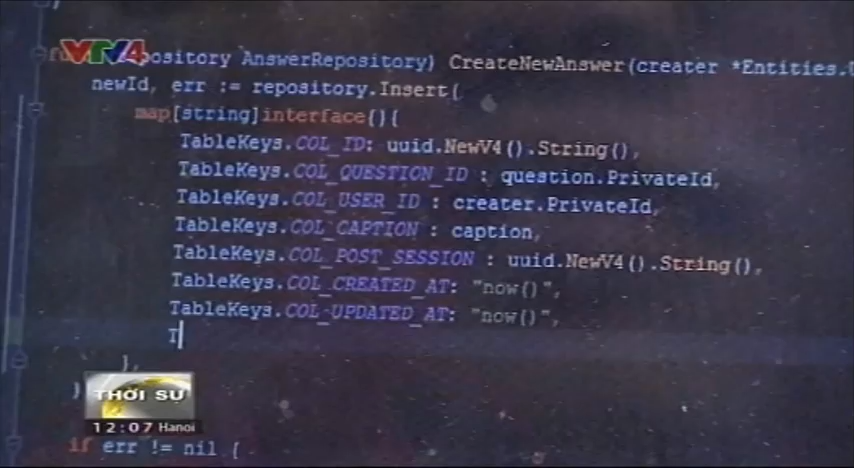 VTV4
pository AnswerRepository) CreateNewAnswer(creater *Entities.
newId, err := repository.Insert(
map[string]interface(){
TableKeys.COL_ID: uuid.NewV4().String(),
TableKeys.COL_QUESTION_ID : question.PrivateId,
TableKeys.COL_USER_ID : creater.PrivateId,
TableKeys.COL_CAPTION : caption,
TableKeys.COL_POST_SESSION : uuid.NewV4().String(),
TableKeys.COL_CREATED_AT: "now()",
TableKeys.COL_UPDATED_AT: "now()",
T
},
)
THỜI SỰ
12:07 Hanoi
if err != nil {